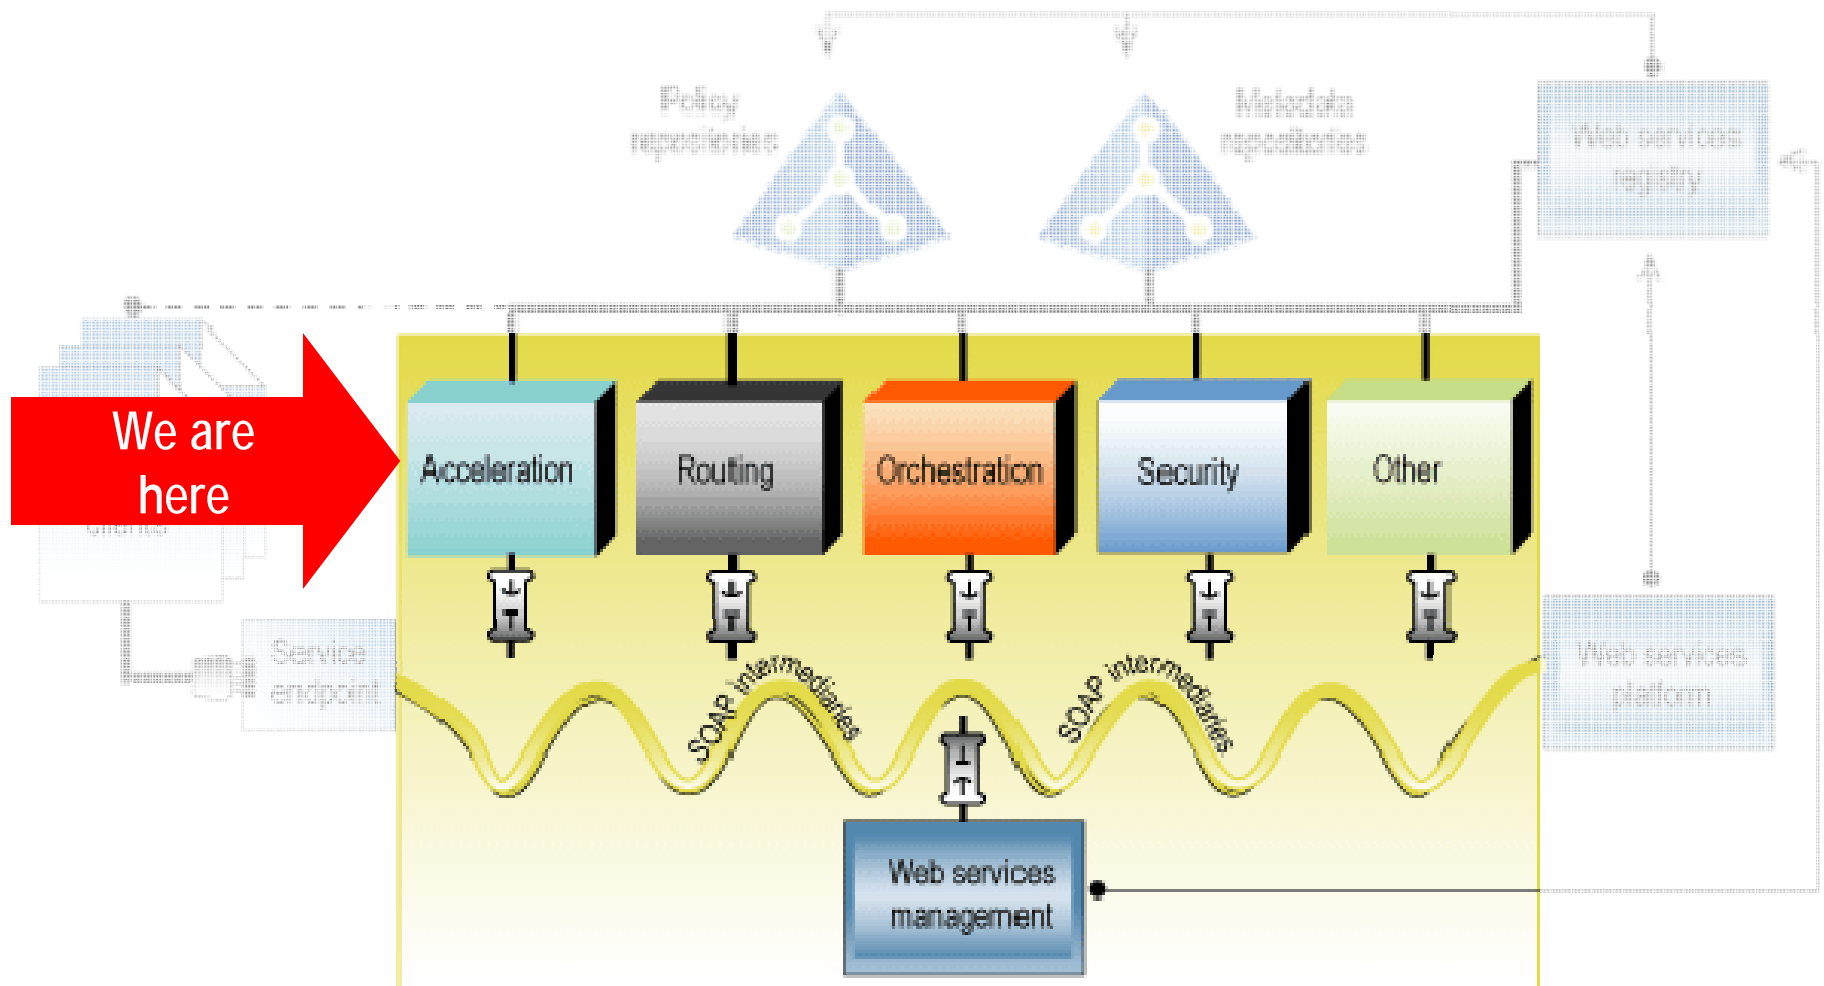 Policy
repositories
Metadata
repositories
Web services
registry
We are
here
Acceleration
Routing
Orchestration
Security
Other
Service
endpoint
SOAP intermediaries
SOAP intermediaries
Web services
platform
Web services
management